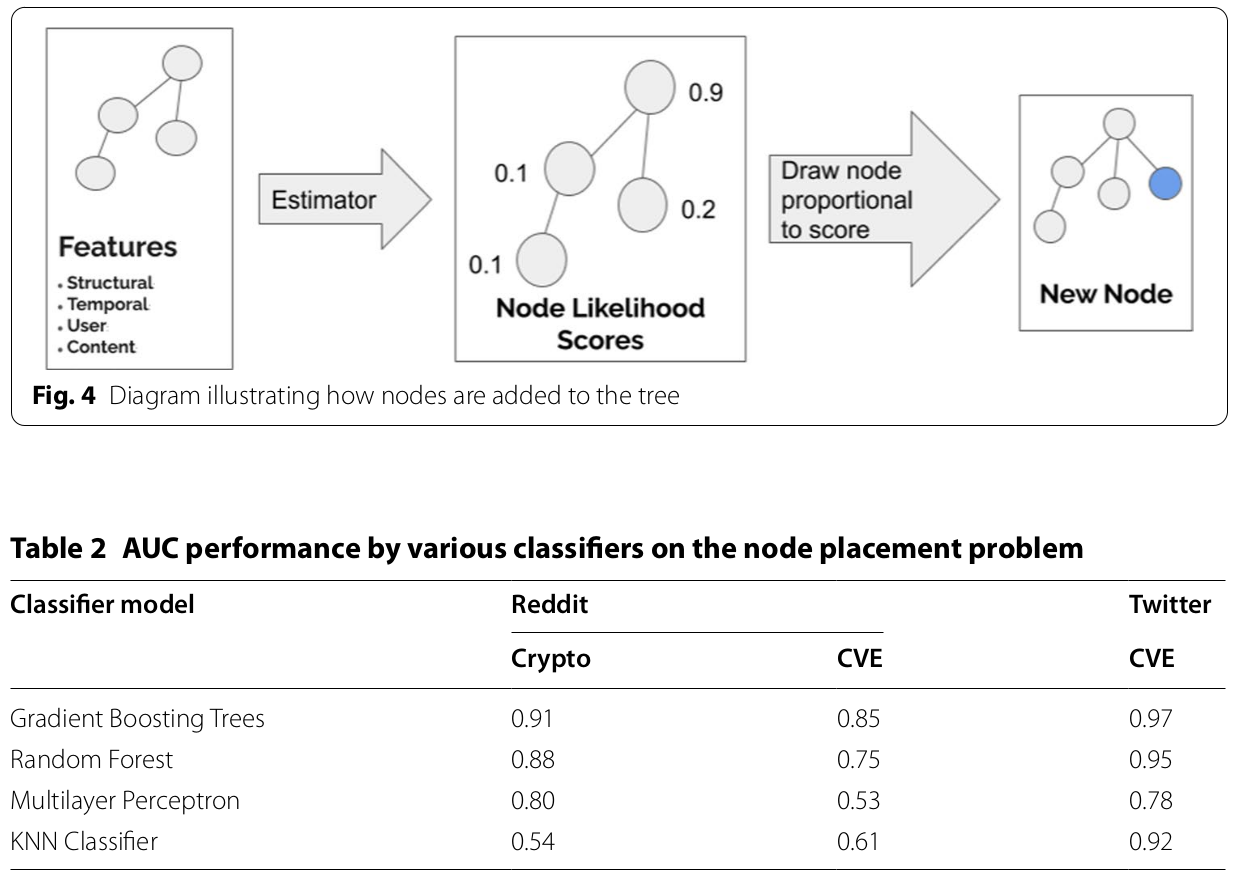 Features
• Structural
• Temporal
• User
• Content
Estimator
0.9
0.1
0.2
0.1
Node Likelihood
Scores
Draw node
proportional
to score
New Node
Fig. 4 Diagram illustrating how nodes are added to the tree
Table 2 AUC performance by various classifiers on the node placement problem
Classifier model Reddit Twitter
Crypto CVE CVE
Gradient Boosting Trees 0.91 0.85 0.97
Random Forest 0.88 0.75 0.95
Multilayer Perceptron 0.80 0.53 0.78
KNN Classifier 0.54 0.61 0.92